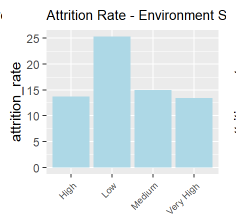 Attrition Rate - Environment S
attrition_rate
25
20
15
10
5
0
High
Low
Medium
Very High